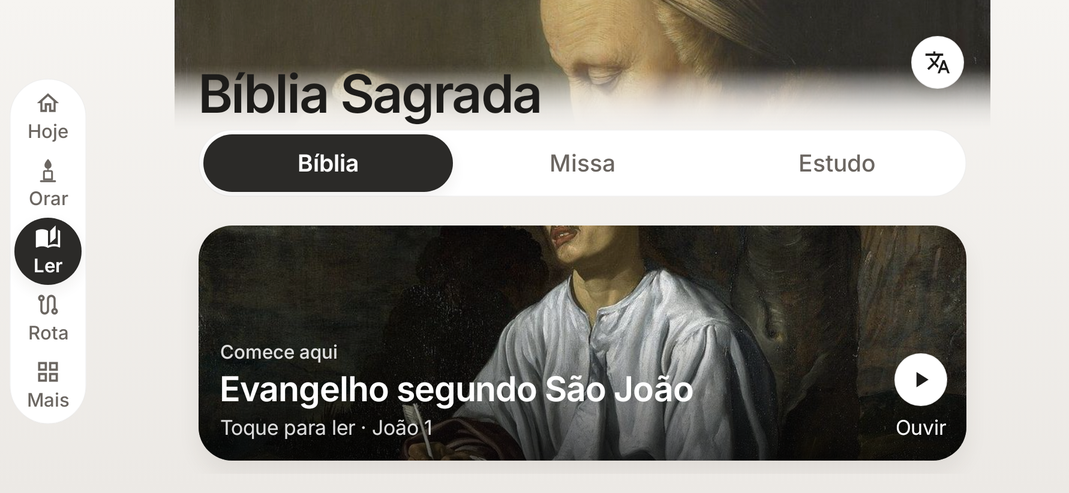 Bíblia Sagrada
Hoje
Orar
Ler
Rota
Mais
Bíblia
Missa
Estudo
Comece aqui
Evangelho segundo São João
Toque para ler · João 1
Ouvir